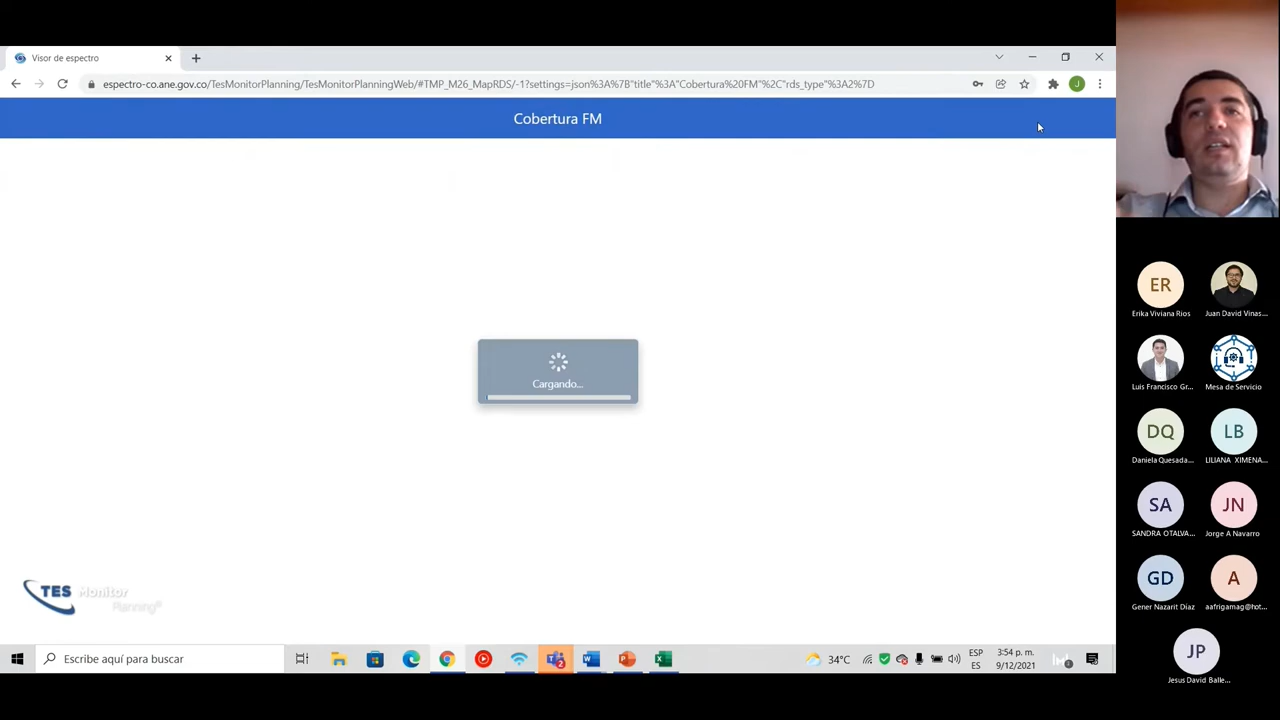 Visor de espectro
espectro-co.ane.gov.co/TesMonitorPlanning/TesMonitorPlanningWeb/#TMP_M26_MapRDS/-1?settings=json%3A%7B"title"%3A"Cobertura%20FM"%2C"rds_type"%3A2%7D
J
Cobertura FM
Cargando...
TES Monitor
Planning®
Escribe aquí para buscar
2
34°C
ESP
ES
3:54 p. m.
9/12/2021
ER
Erika Viviana Rios
Juan David Vinas...
Luis Francisco Gr...
Mesa de Servicio
DQ
Daniela Quesada...
LB
LILIANA XIMENA...
SA
SANDRA OTALVA...
JN
Jorge A Navarro
GD
Gener Nazarit Diaz
A
aafrigamag@hot...
JP
Jesus David Balle...